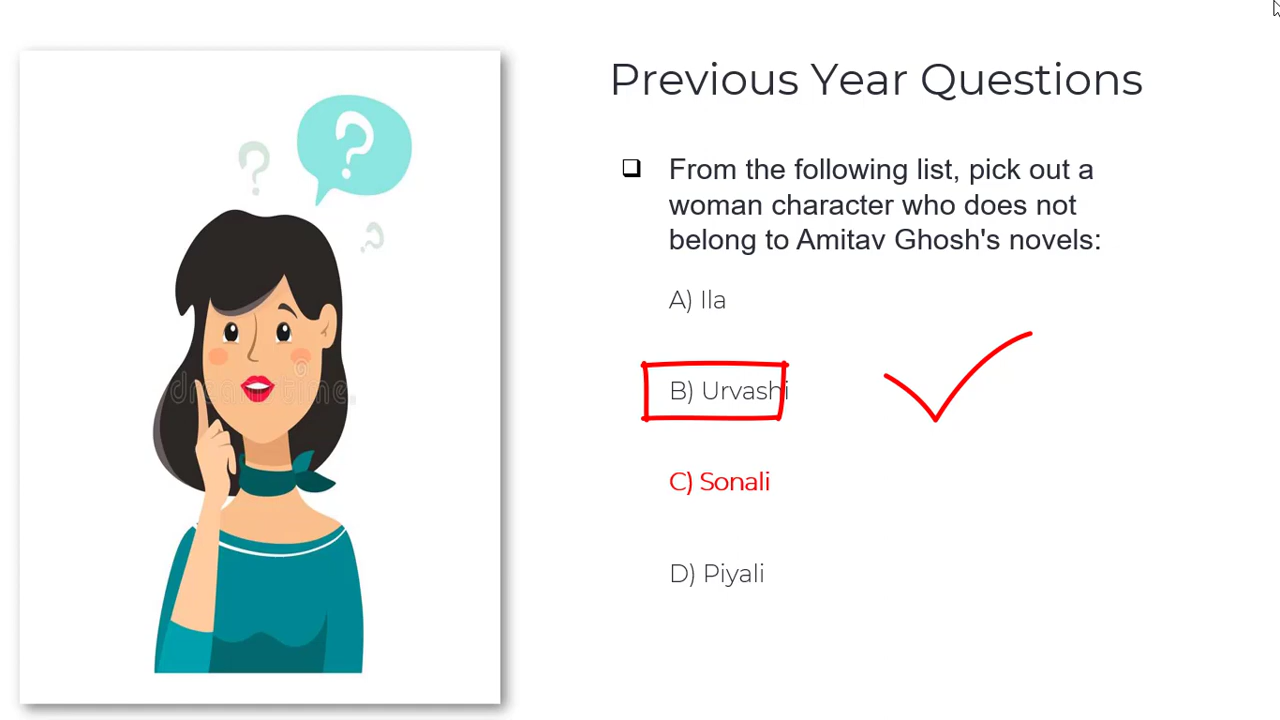 Previous Year Questions
From the following list, pick out a
woman character who does not
belong to Amitav Ghosh's novels:
A) Ila
B) Urvashi
C) Sonali
D) Piyali
dreamstime.